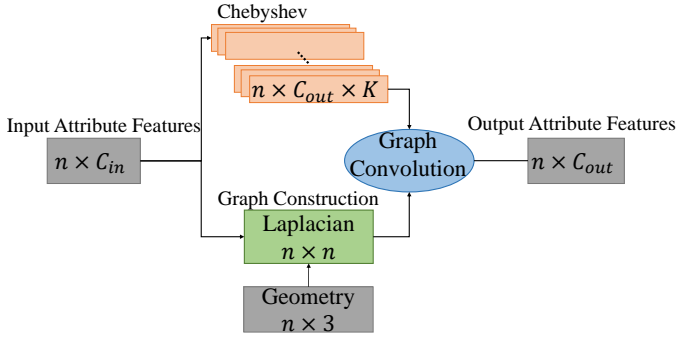 Chebyshev
n × C_out × K
Input Attribute Features
n × C_in
Graph
Convolution
Output Attribute Features
n × C_out
Graph Construction
Laplacian
n × n
Geometry
n × 3